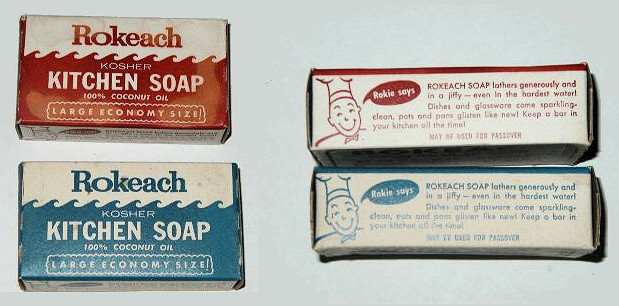 Rokeach
KOSHER
KITCHEN SOAP
100% COCONUT OIL
LARGE ECONOMY SIZE!
Rokeach
KOSHER
KITCHEN SOAP
100% COCONUT OIL
LARGE ECONOMY SIZE!
Rokie says
ROKEACH SOAP lathers generously and
in a jiffy — even in the hardest water!
Dishes and glassware come sparkling-
clean, pots and pans glisten like new! Keep a bar in
your kitchen all the time!
MAY BE USED FOR PASSOVER
Rokie says
ROKEACH SOAP lathers generously and
in a jiffy — even in the hardest water!
Dishes and glassware come sparkling-
clean, pots and pans glisten like new! Keep a bar in
your kitchen all the time!
MAY BE USED FOR PASSOVER